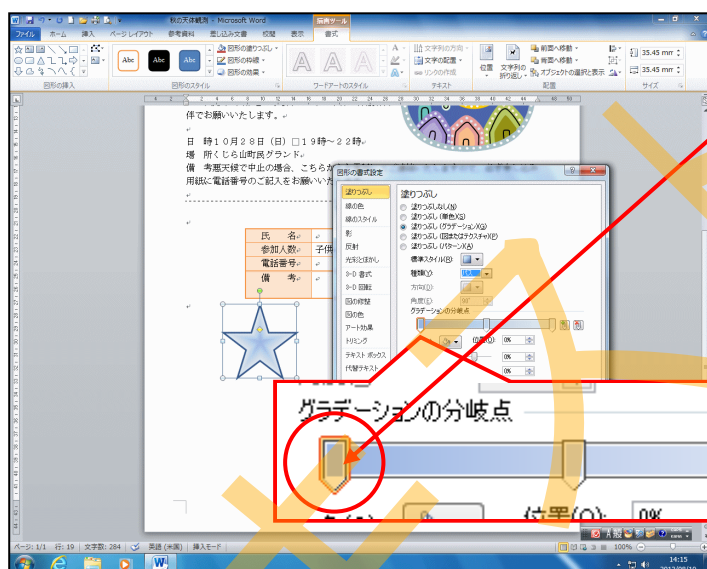 秋の天体観測 - Microsoft Word
描画ツール
ファイル ホーム 挿入 ページ レイアウト 参考資料 差し込み文書 校閲 表示 書式
Abc Abc Abc
図形の塗りつぶし
図形の枠線
図形の効果
文字列の方向
文字の配置
リンクの作成
位置 文字列の折り返し
前面へ移動
背面へ移動
オブジェクトの選択と表示
35.45 mm
35.45 mm
図形の挿入 図形のスタイル ワードアートのスタイル テキスト 配置 サイズ
伴でお願いいたします。
日 時10月28日(日)□19時~22時
場 所くじら山町民グランド
備 考悪天候で中止の場合、こちらか
用紙に電話番号のご記入をお願いいた
氏 名
参加人数 子供
電話番号
備 考
図形の書式設定
塗りつぶし
線の色
線のスタイル
影
反射
光彩とぼかし
3-D 書式
3-D 回転
図の修整
図の色
アート効果
トリミング
テキスト ボックス
代替テキスト
塗りつぶし
塗りつぶしなし(N)
塗りつぶし (単色)(S)
塗りつぶし (グラデーション)(G)
塗りつぶし (図またはテクスチャ)(P)
塗りつぶし (パターン)(A)
標準スタイル(R):
種類(Y): パス
方向(D):
角度(E): 90°
グラデーションの分岐点
位置(O): 0%
0%
0%
グラデーションの分岐点
位置(O): 0%
ページ: 1/1 行: 19 文字数: 284 英語 (米国) 挿入モード 100%
14:15